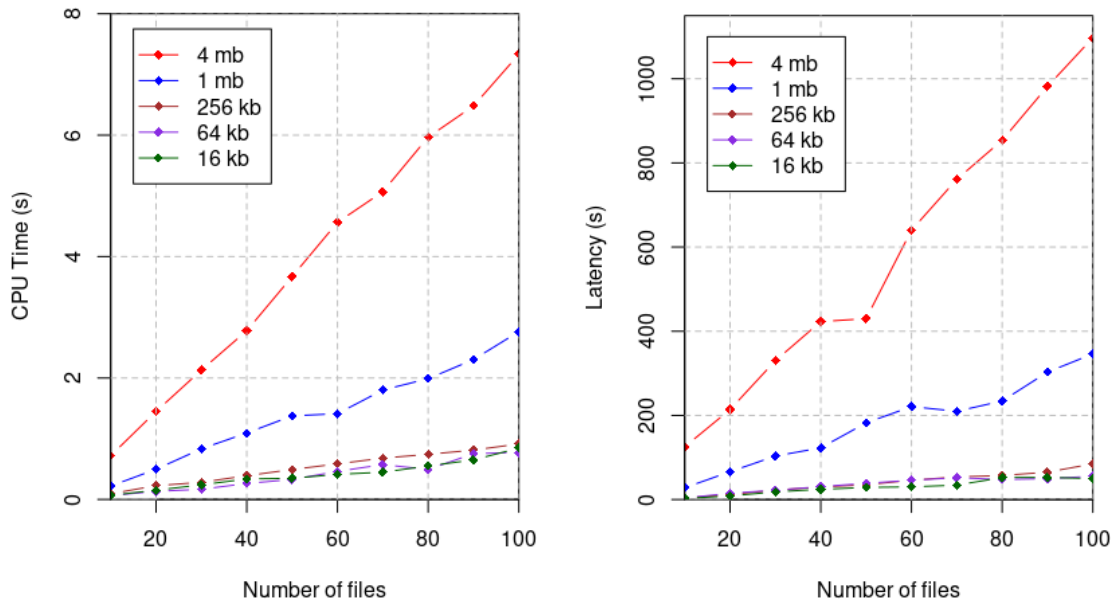 CPU Time (s)
8
6
4
2
0
4 mb
1 mb
256 kb
64 kb
16 kb
20 40 60 80 100
Number of files
Latency (s)
1000
800
600
400
200
0
4 mb
1 mb
256 kb
64 kb
16 kb
20 40 60 80 100
Number of files